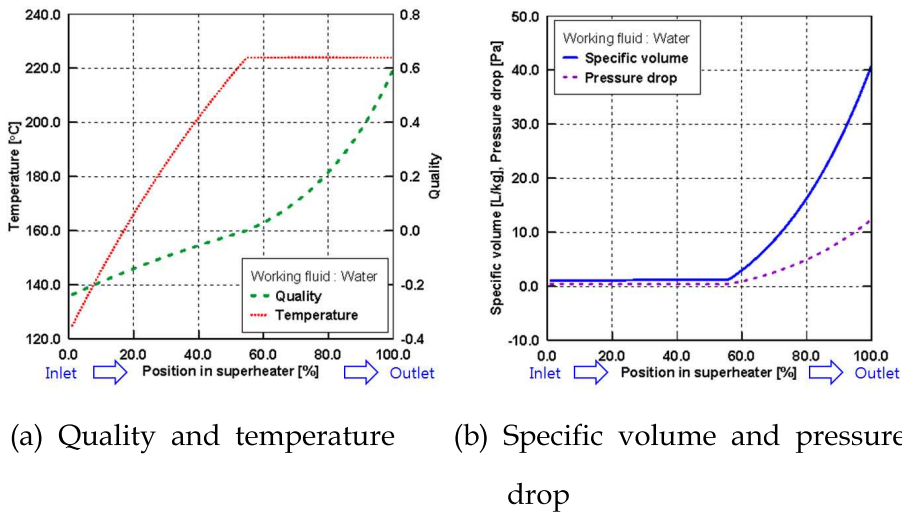 240.0
220.0
200.0
180.0
160.0
140.0
120.0
Temperature [°C]
0.8
0.6
0.4
0.2
0.0
-0.2
-0.4
Quality
Working fluid : Water
Quality
Temperature
0.0 20.0 40.0 60.0 80.0 100.0
Inlet Position in superheater [%] Outlet
(a) Quality and temperature
50.0
40.0
30.0
20.0
10.0
0.0
-10.0
Specific volume [L/kg], Pressure drop [Pa]
Working fluid : Water
Specific volume
Pressure drop
0.0 20.0 40.0 60.0 80.0 100.0
Inlet Position in superheater [%] Outlet
(b) Specific volume and pressure
drop